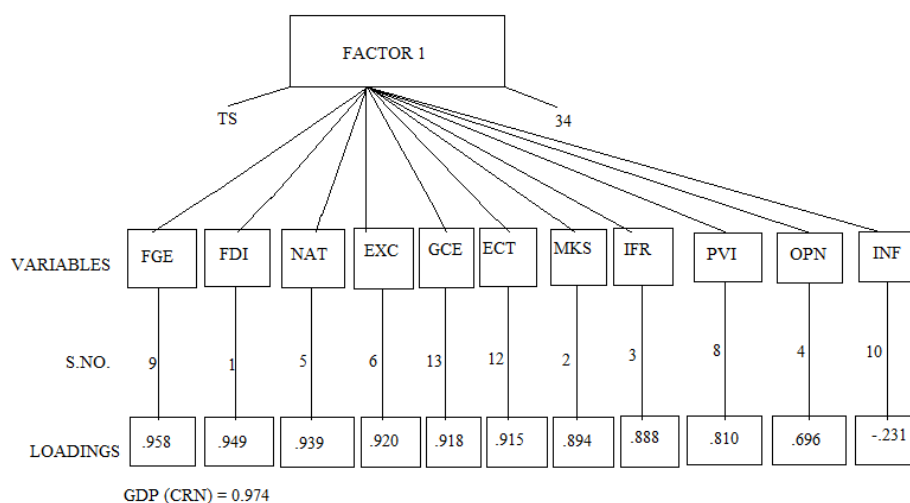 FACTOR 1
TS 34
VARIABLES FGE FDI NAT EXC GCE ECT MKS IFR PVI OPN INF
S.NO. 9 1 5 6 13 12 2 3 8 4 10
LOADINGS .958 .949 .939 .920 .918 .915 .894 .888 .810 .696 -.231
GDP (CRN) = 0.974